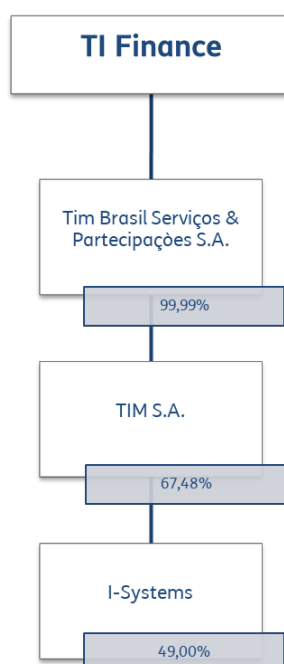 TI Finance
Tim Brasil Serviços &
Partecipaçòes S.A.
99,99%
TIM S.A.
67,48%
I-Systems
49,00%